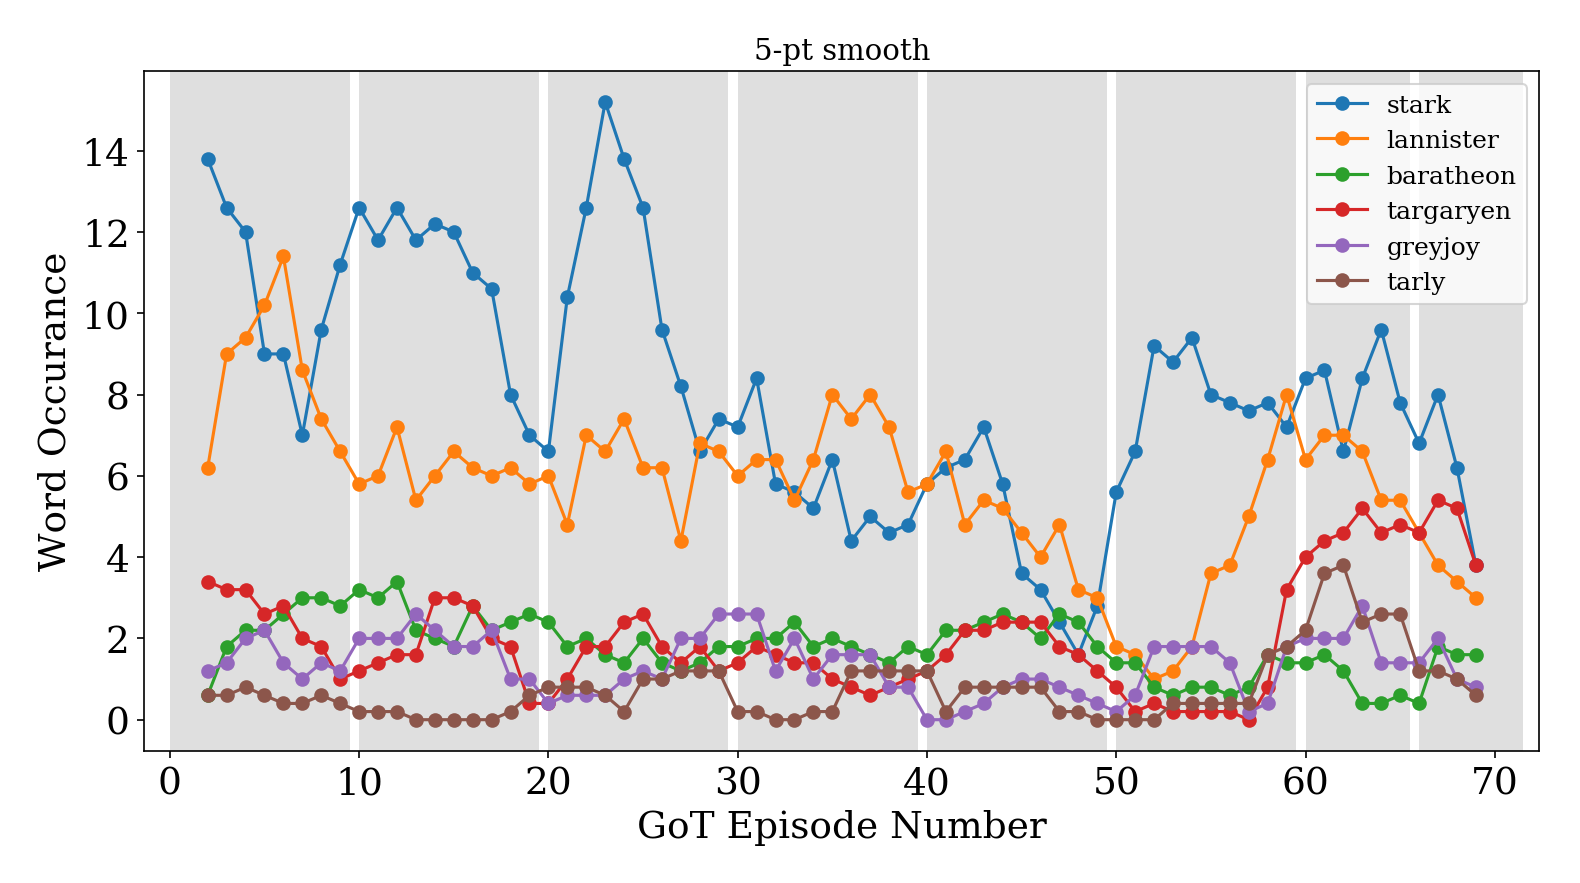 5-pt smooth
stark
lannister
baratheon
targaryen
greyjoy
tarly
Word Occurance
14
12
10
8
6
4
2
0
0 10 20 30 40 50 60 70
GoT Episode Number